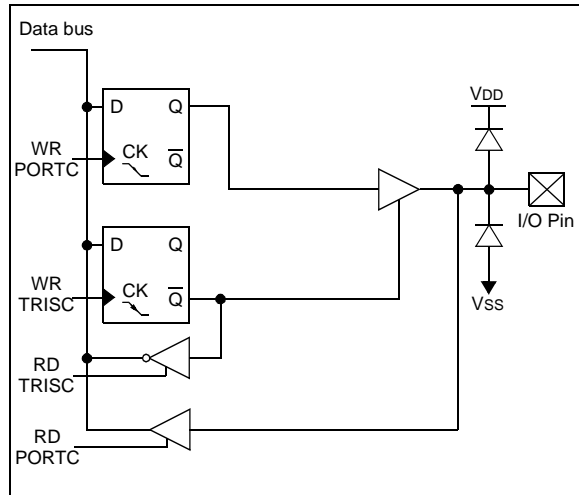 Data bus
D Q
WR
PORTC
CK
Q
VDD
I/O Pin
D Q
WR
TRISC
CK
Q
VSS
RD
TRISC
RD
PORTC